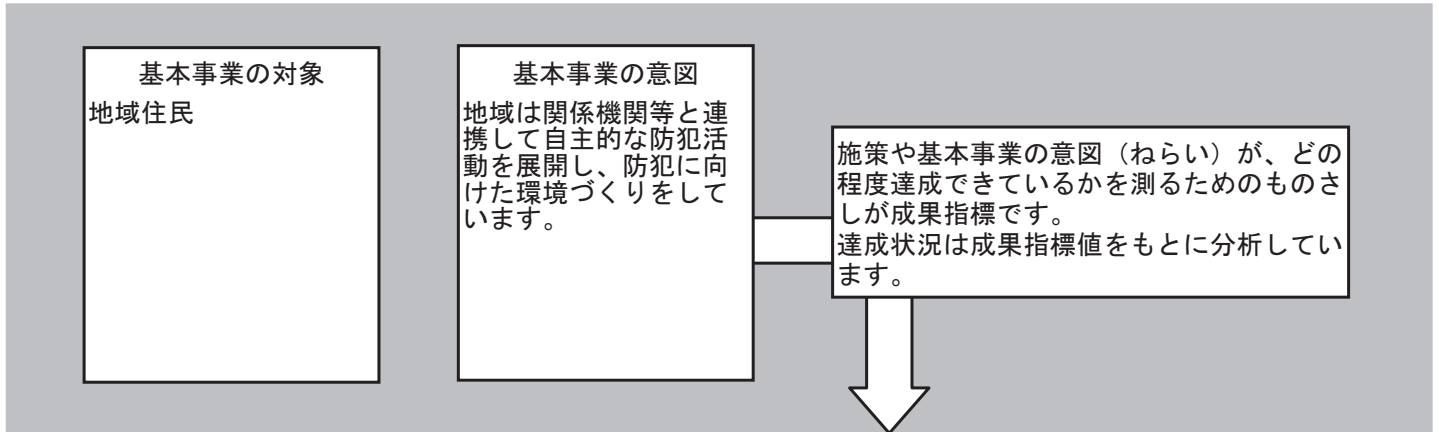 基本事業の対象
地域住民
基本事業の意図
地域は関係機関等と連
携して自主的な防犯活
動を展開し、防犯に向
けた環境づくりをして
います。
施策や基本事業の意図（ねらい）が、どの
程度達成できているかを測るためのものさ
しが成果指標です。
達成状況は成果指標値をもとに分析してい
ます。